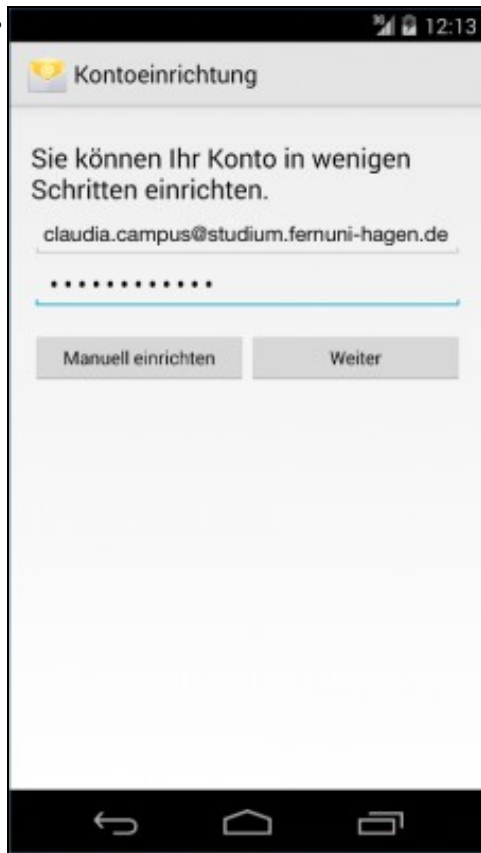 3G 12:13
Kontoeinrichtung
Sie können Ihr Konto in wenigen
Schritten einrichten.
claudia.campus@studium.fernuni-hagen.de
••••••••••••
Manuell einrichten Weiter